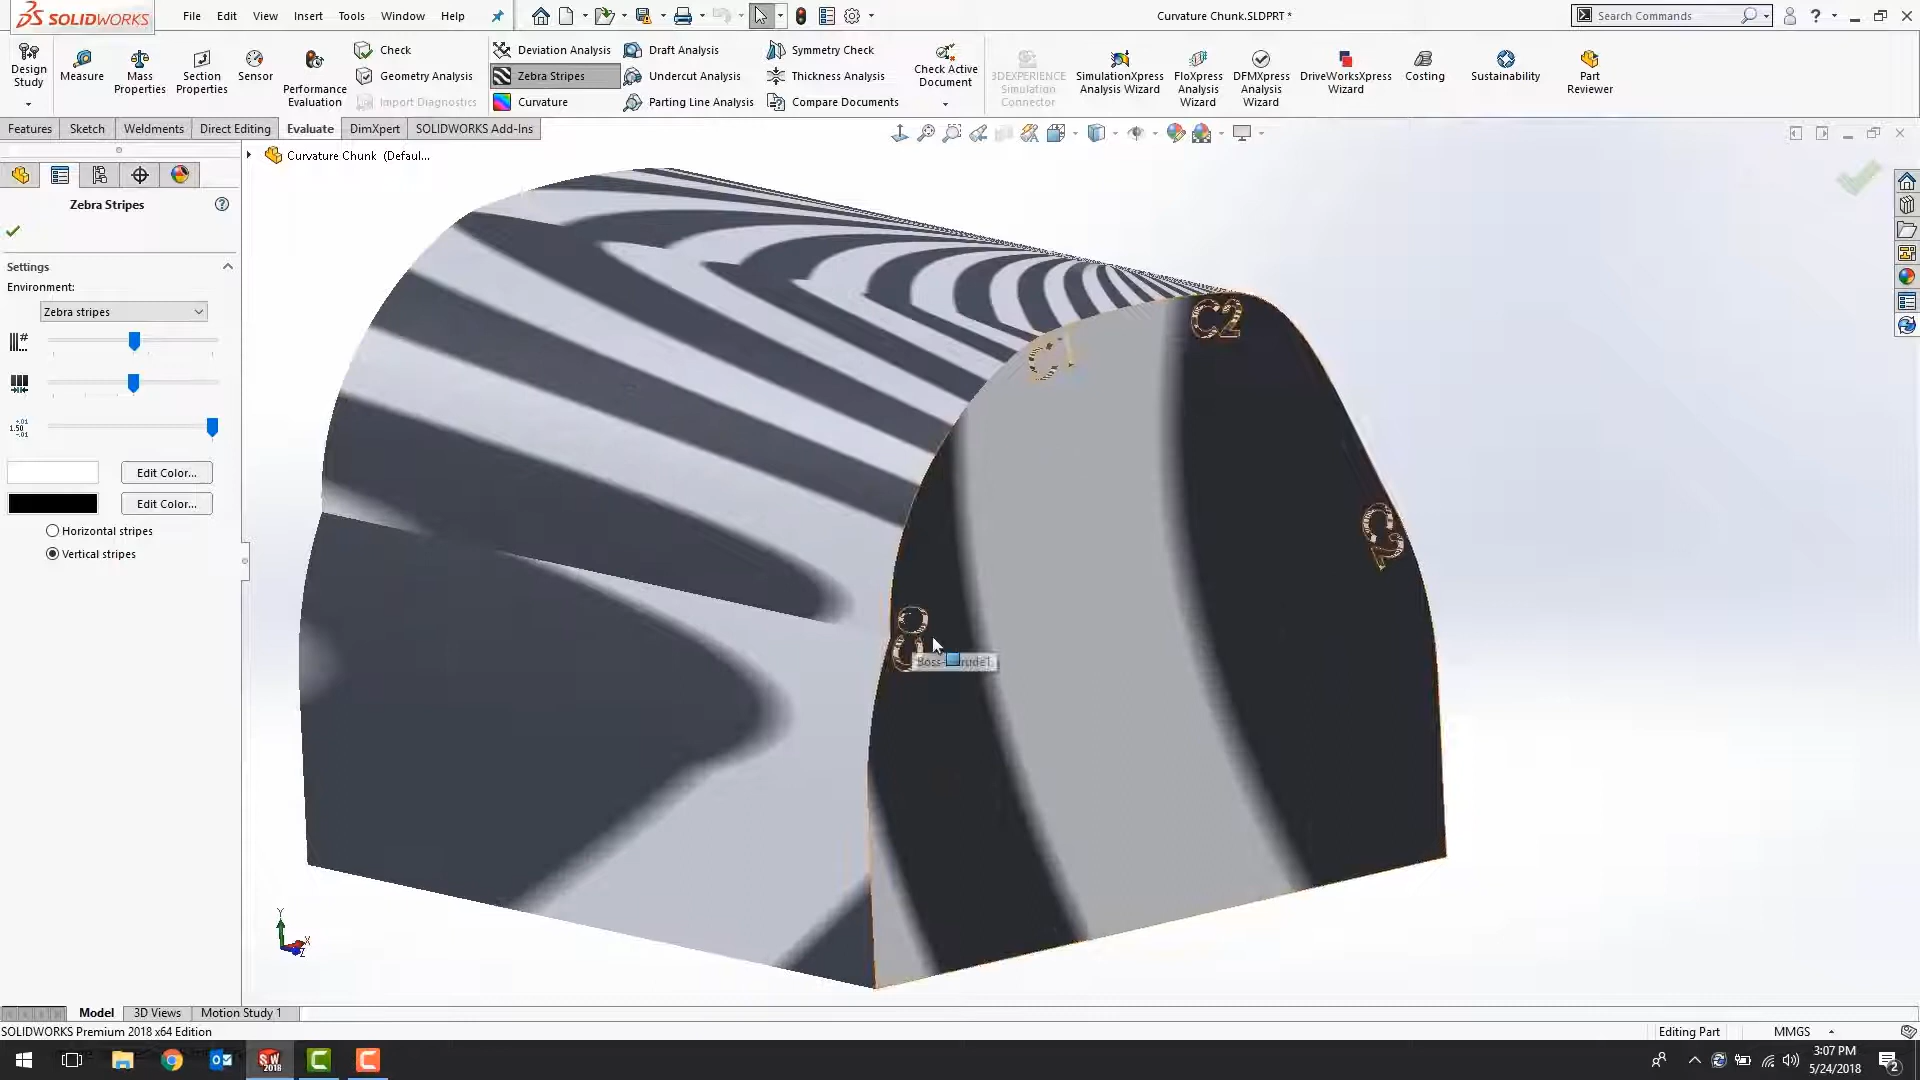 SOLIDWORKS
File Edit View Insert Tools Window Help
Curvature Chunk.SLDPRT *
Search Commands
Design Study
Measure
Mass Properties
Section Properties
Sensor
Performance Evaluation
Check
Geometry Analysis
Import Diagnostics
Deviation Analysis
Zebra Stripes
Curvature
Draft Analysis
Undercut Analysis
Parting Line Analysis
Symmetry Check
Thickness Analysis
Compare Documents
Check Active Document
3DEXPERIENCE Simulation Connector
SimulationXpress Analysis Wizard
FloXpress Analysis Wizard
DFMXpress Analysis Wizard
DriveWorksXpress Wizard
Costing
Sustainability
Part Reviewer
Features Sketch Weldments Direct Editing Evaluate DimXpert SOLIDWORKS Add-Ins
Curvature Chunk (Defaul...
Zebra Stripes
Settings
Environment:
Zebra stripes
Edit Color...
Edit Color...
Horizontal stripes
Vertical stripes
C1
C2
C2
Model 3D Views Motion Study 1
SOLIDWORKS Premium 2018 x64 Edition
Editing Part
MMGS
3:07 PM
5/24/2018